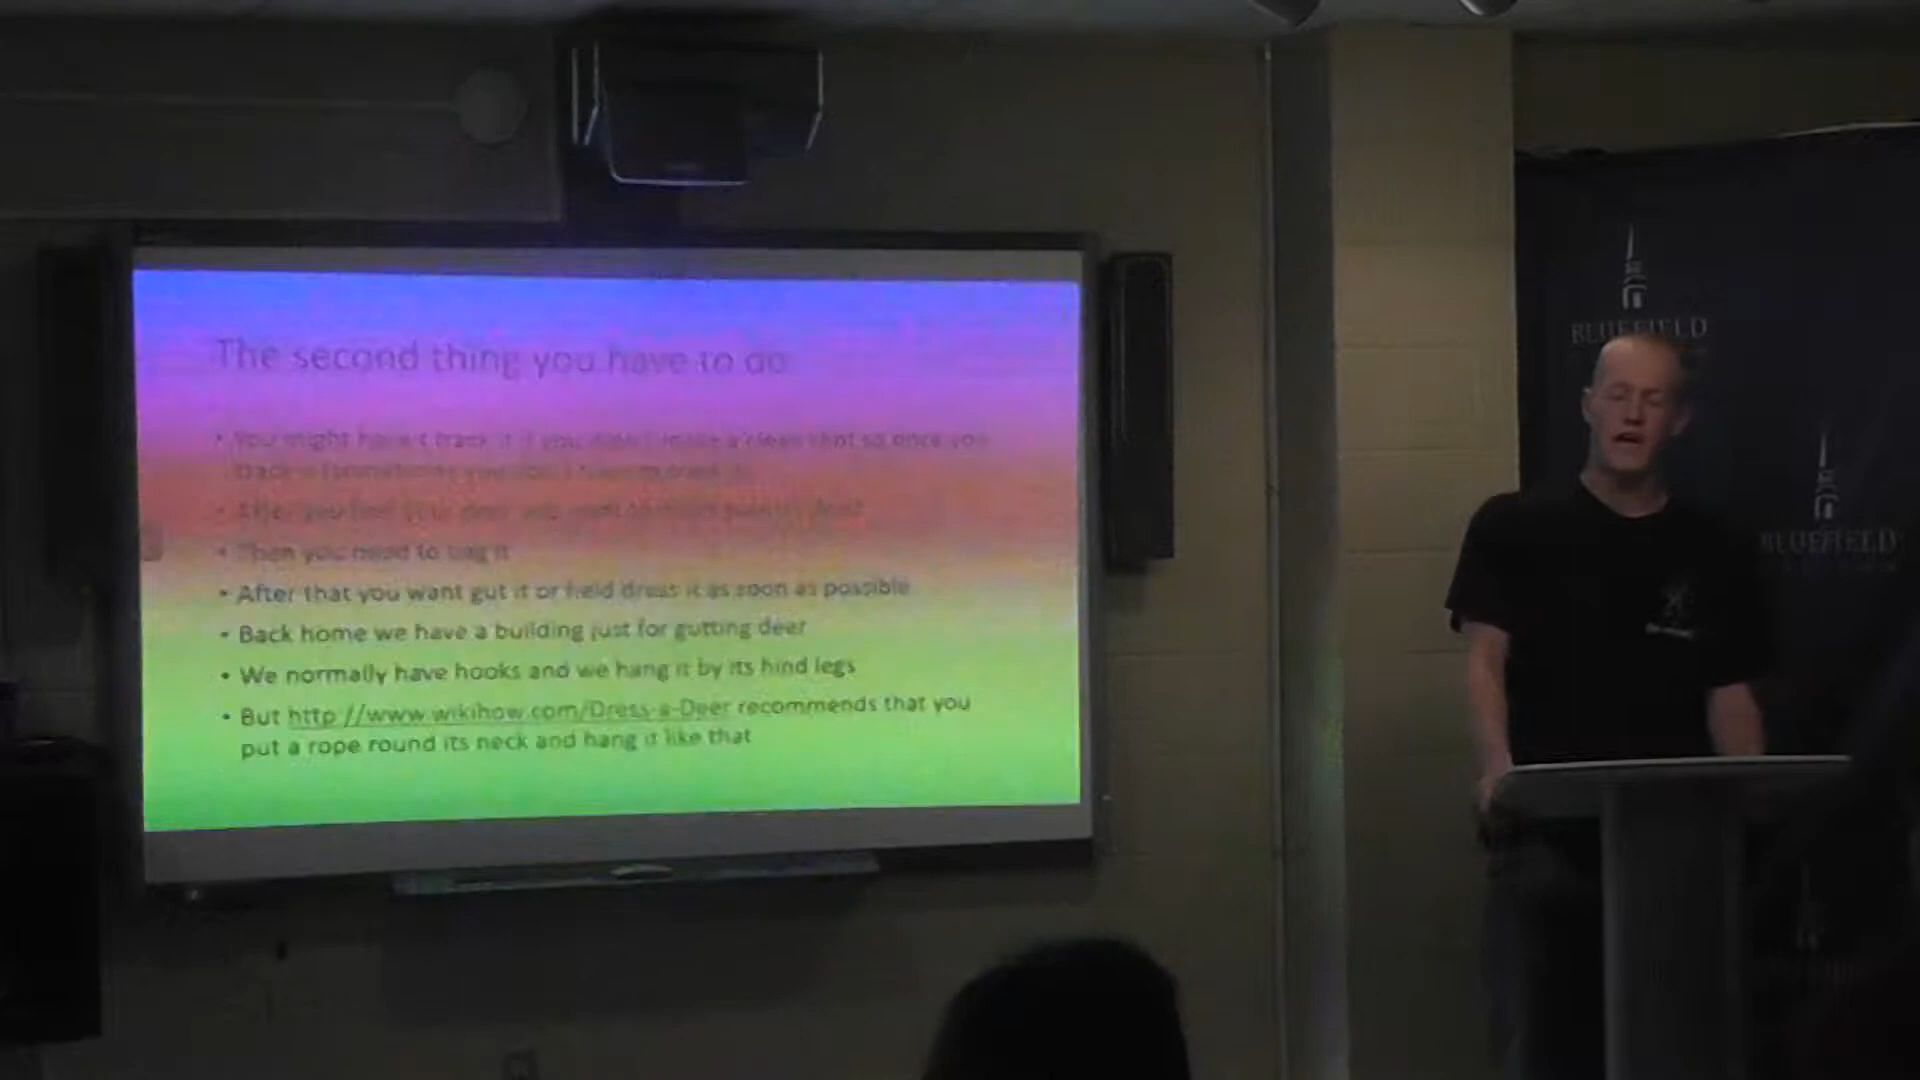 The second thing you have to do
• You might have t track it if you didn't make a clean shot so once you
track it (sometimes you don't have to track it)
• After you find your deer you want to make sure its dead
• Then you need to tag it
• After that you want gut it or field dress it as soon as possible
• Back home we have a building just for gutting deer
• We normally have hooks and we hang it by its hind legs
• But http //www.wikihow.com/Dress-a-Deer recommends that you
put a rope round its neck and hang it like that
BLUEFIELD
BLUEFIELD